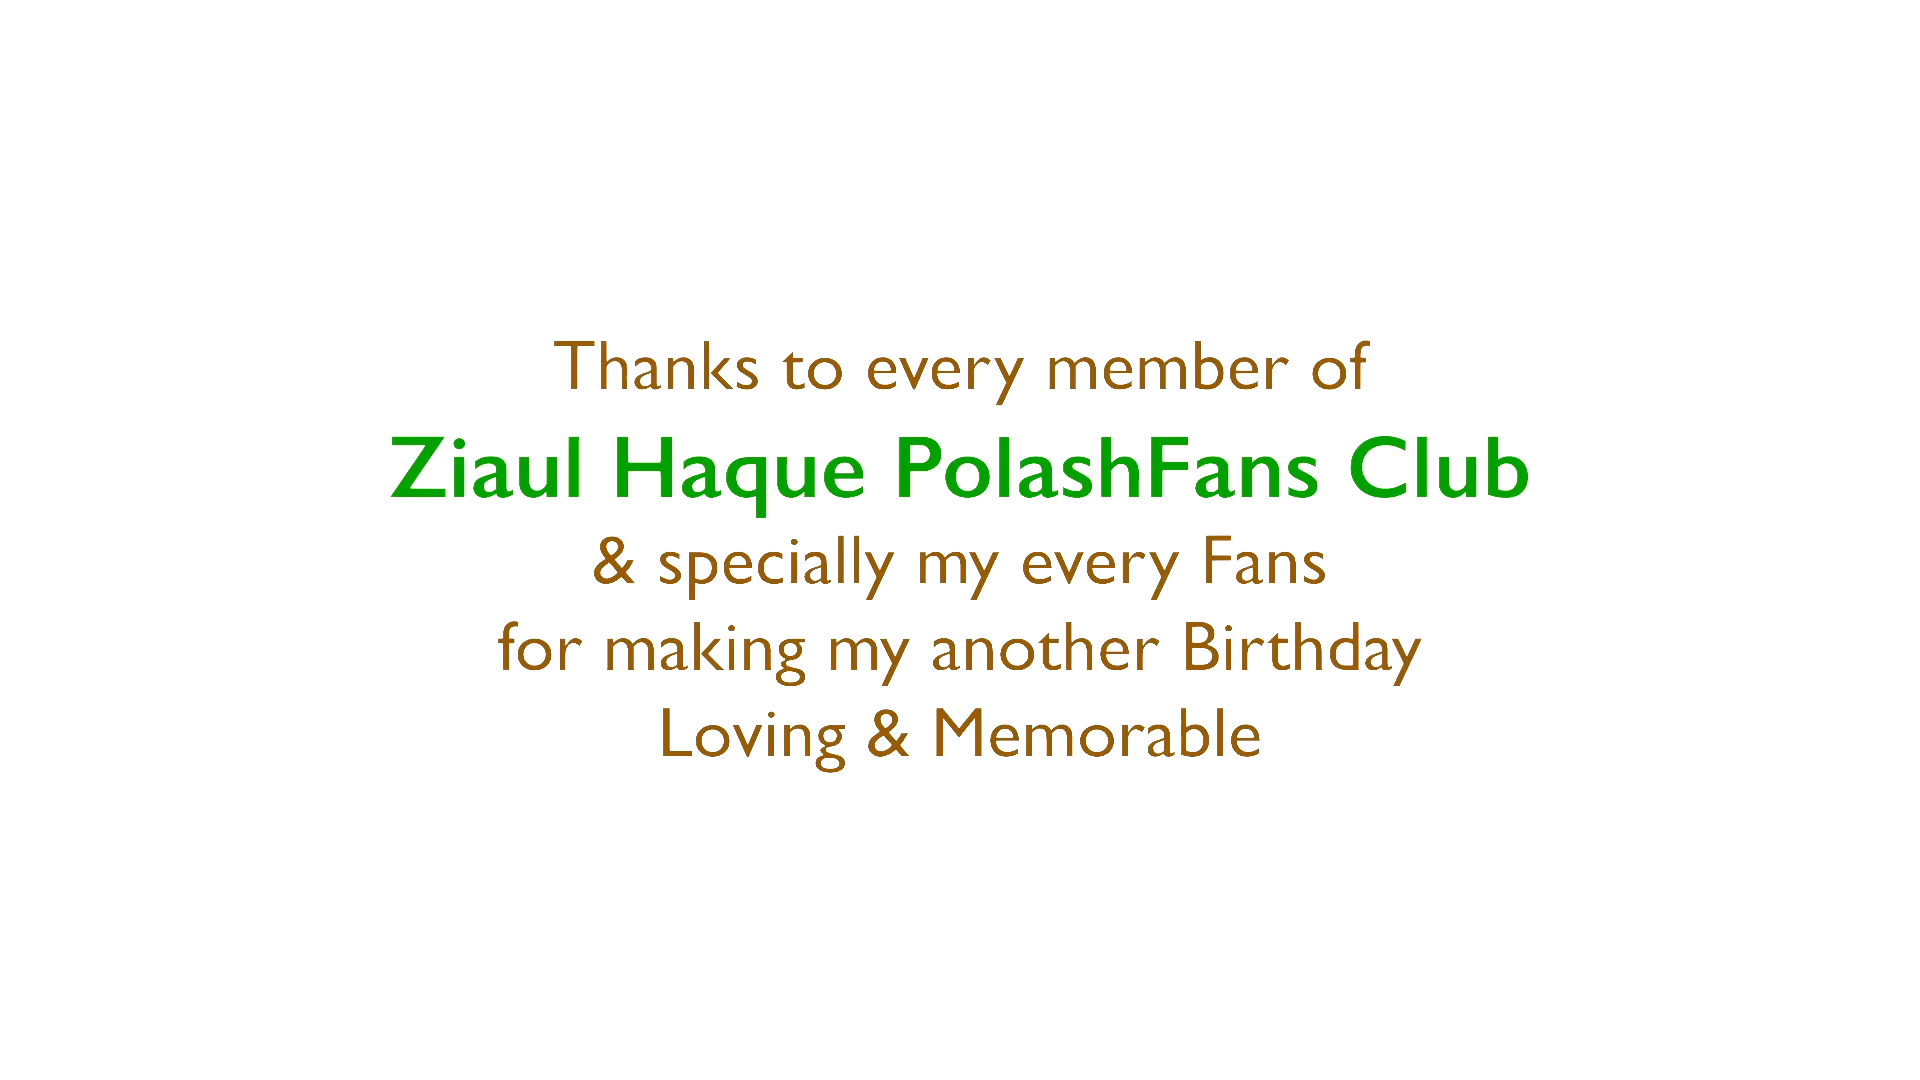 Thanks to every member of
Ziaul Haque PolashFans Club
& specially my every Fans
for making my another Birthday
Loving & Memorable